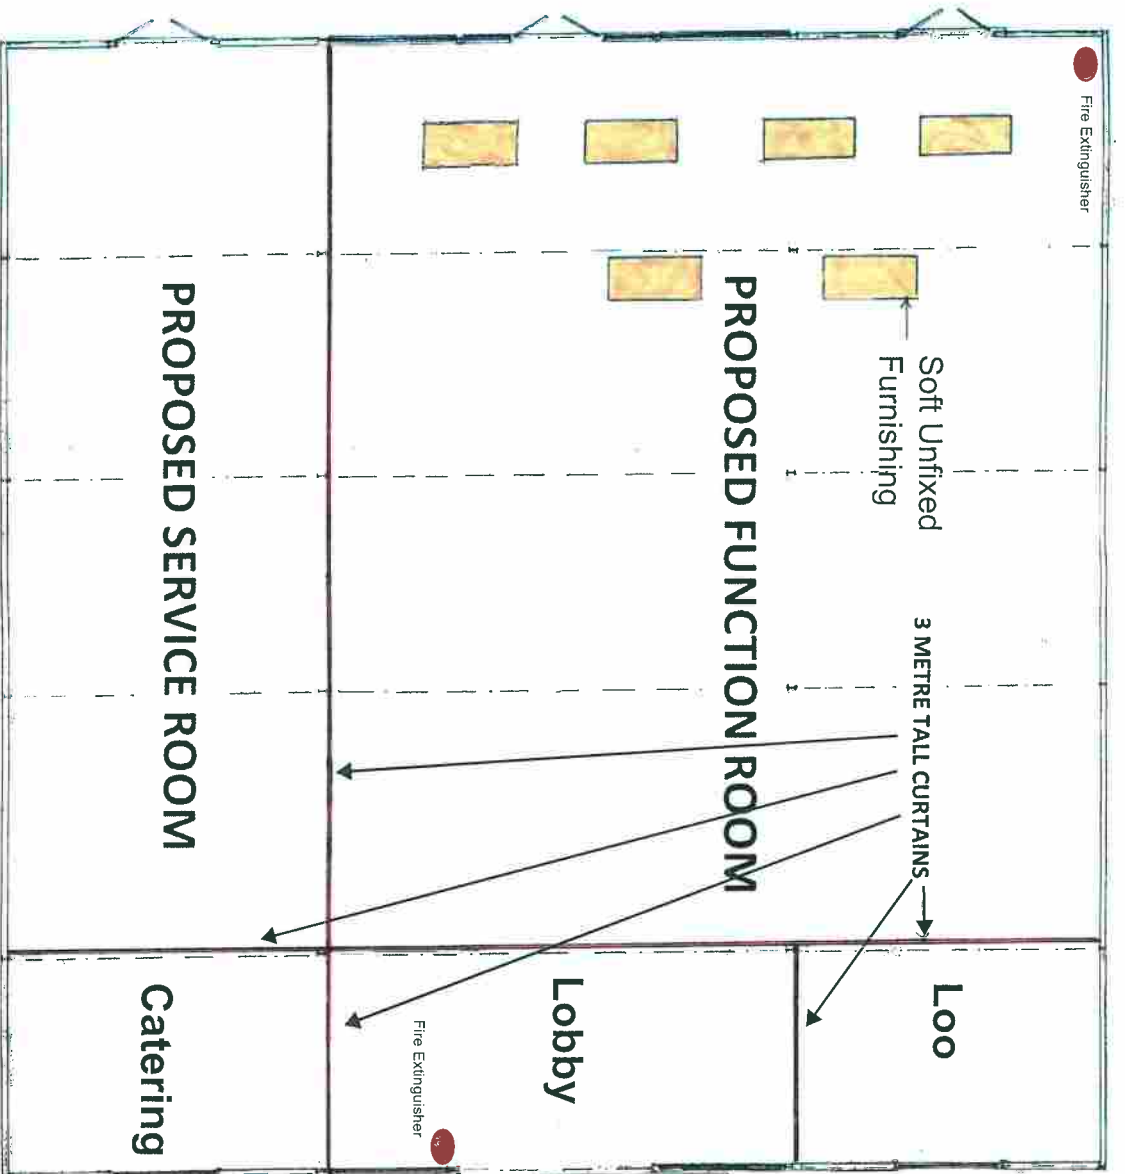 Fire Extinguisher
Soft Unfixed
Furnishing
3 METRE TALL CURTAINS
PROPOSED FUNCTION ROOM
PROPOSED SERVICE ROOM
Loo
Lobby
Fire Extinguisher
Catering